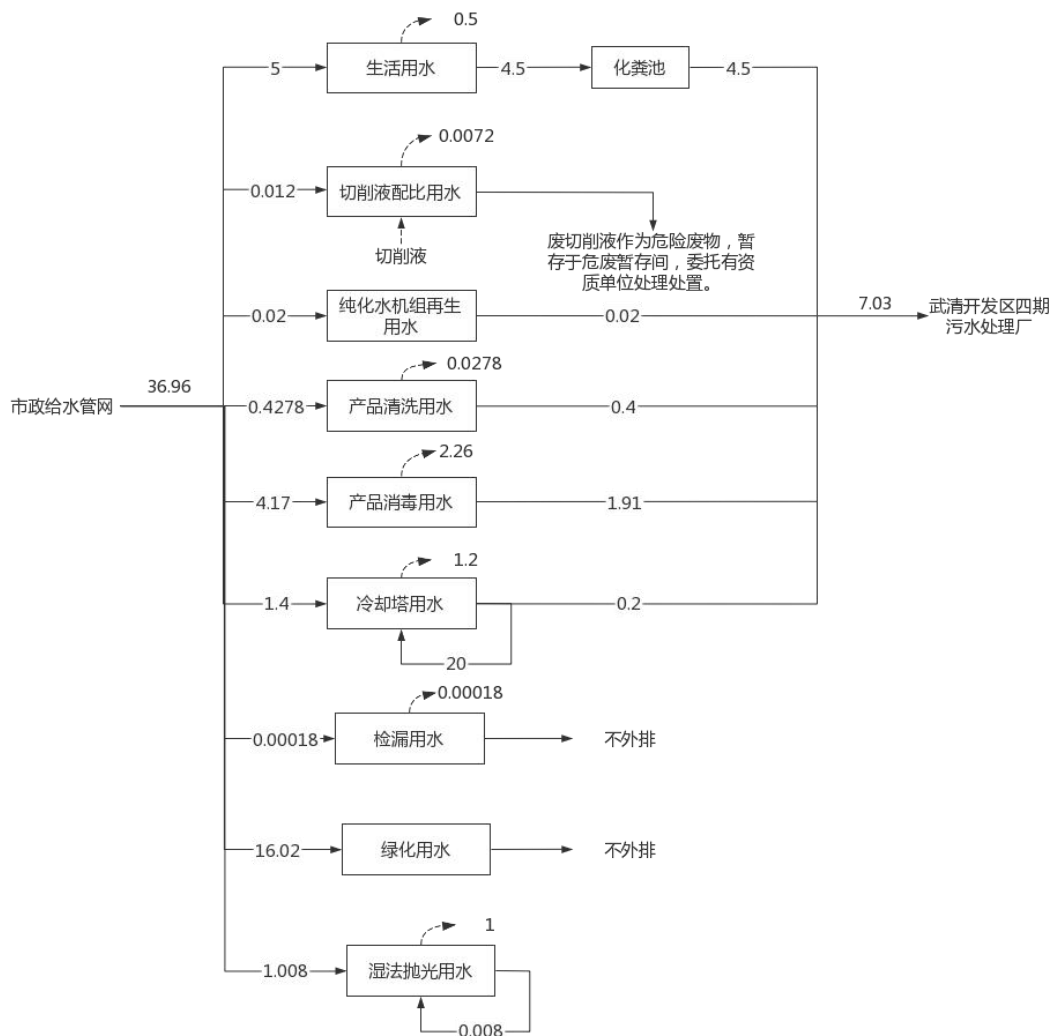 0.5
5
生活用水
4.5
化粪池
4.5
0.0072
0.012
切削液配比用水
切削液
废切削液作为危险废物，暂
存于危废暂存间，委托有资
质单位处理处置。
0.02
纯化水机组再生
用水
0.02
7.03
武清开发区四期
污水处理厂
0.0278
市政给水管网
36.96
0.4278
产品清洗用水
0.4
2.26
4.17
产品消毒用水
1.91
1.2
1.4
冷却塔用水
0.2
20
0.00018
0.00018
检漏用水
不外排
16.02
绿化用水
不外排
1
1.008
湿法抛光用水
0.008